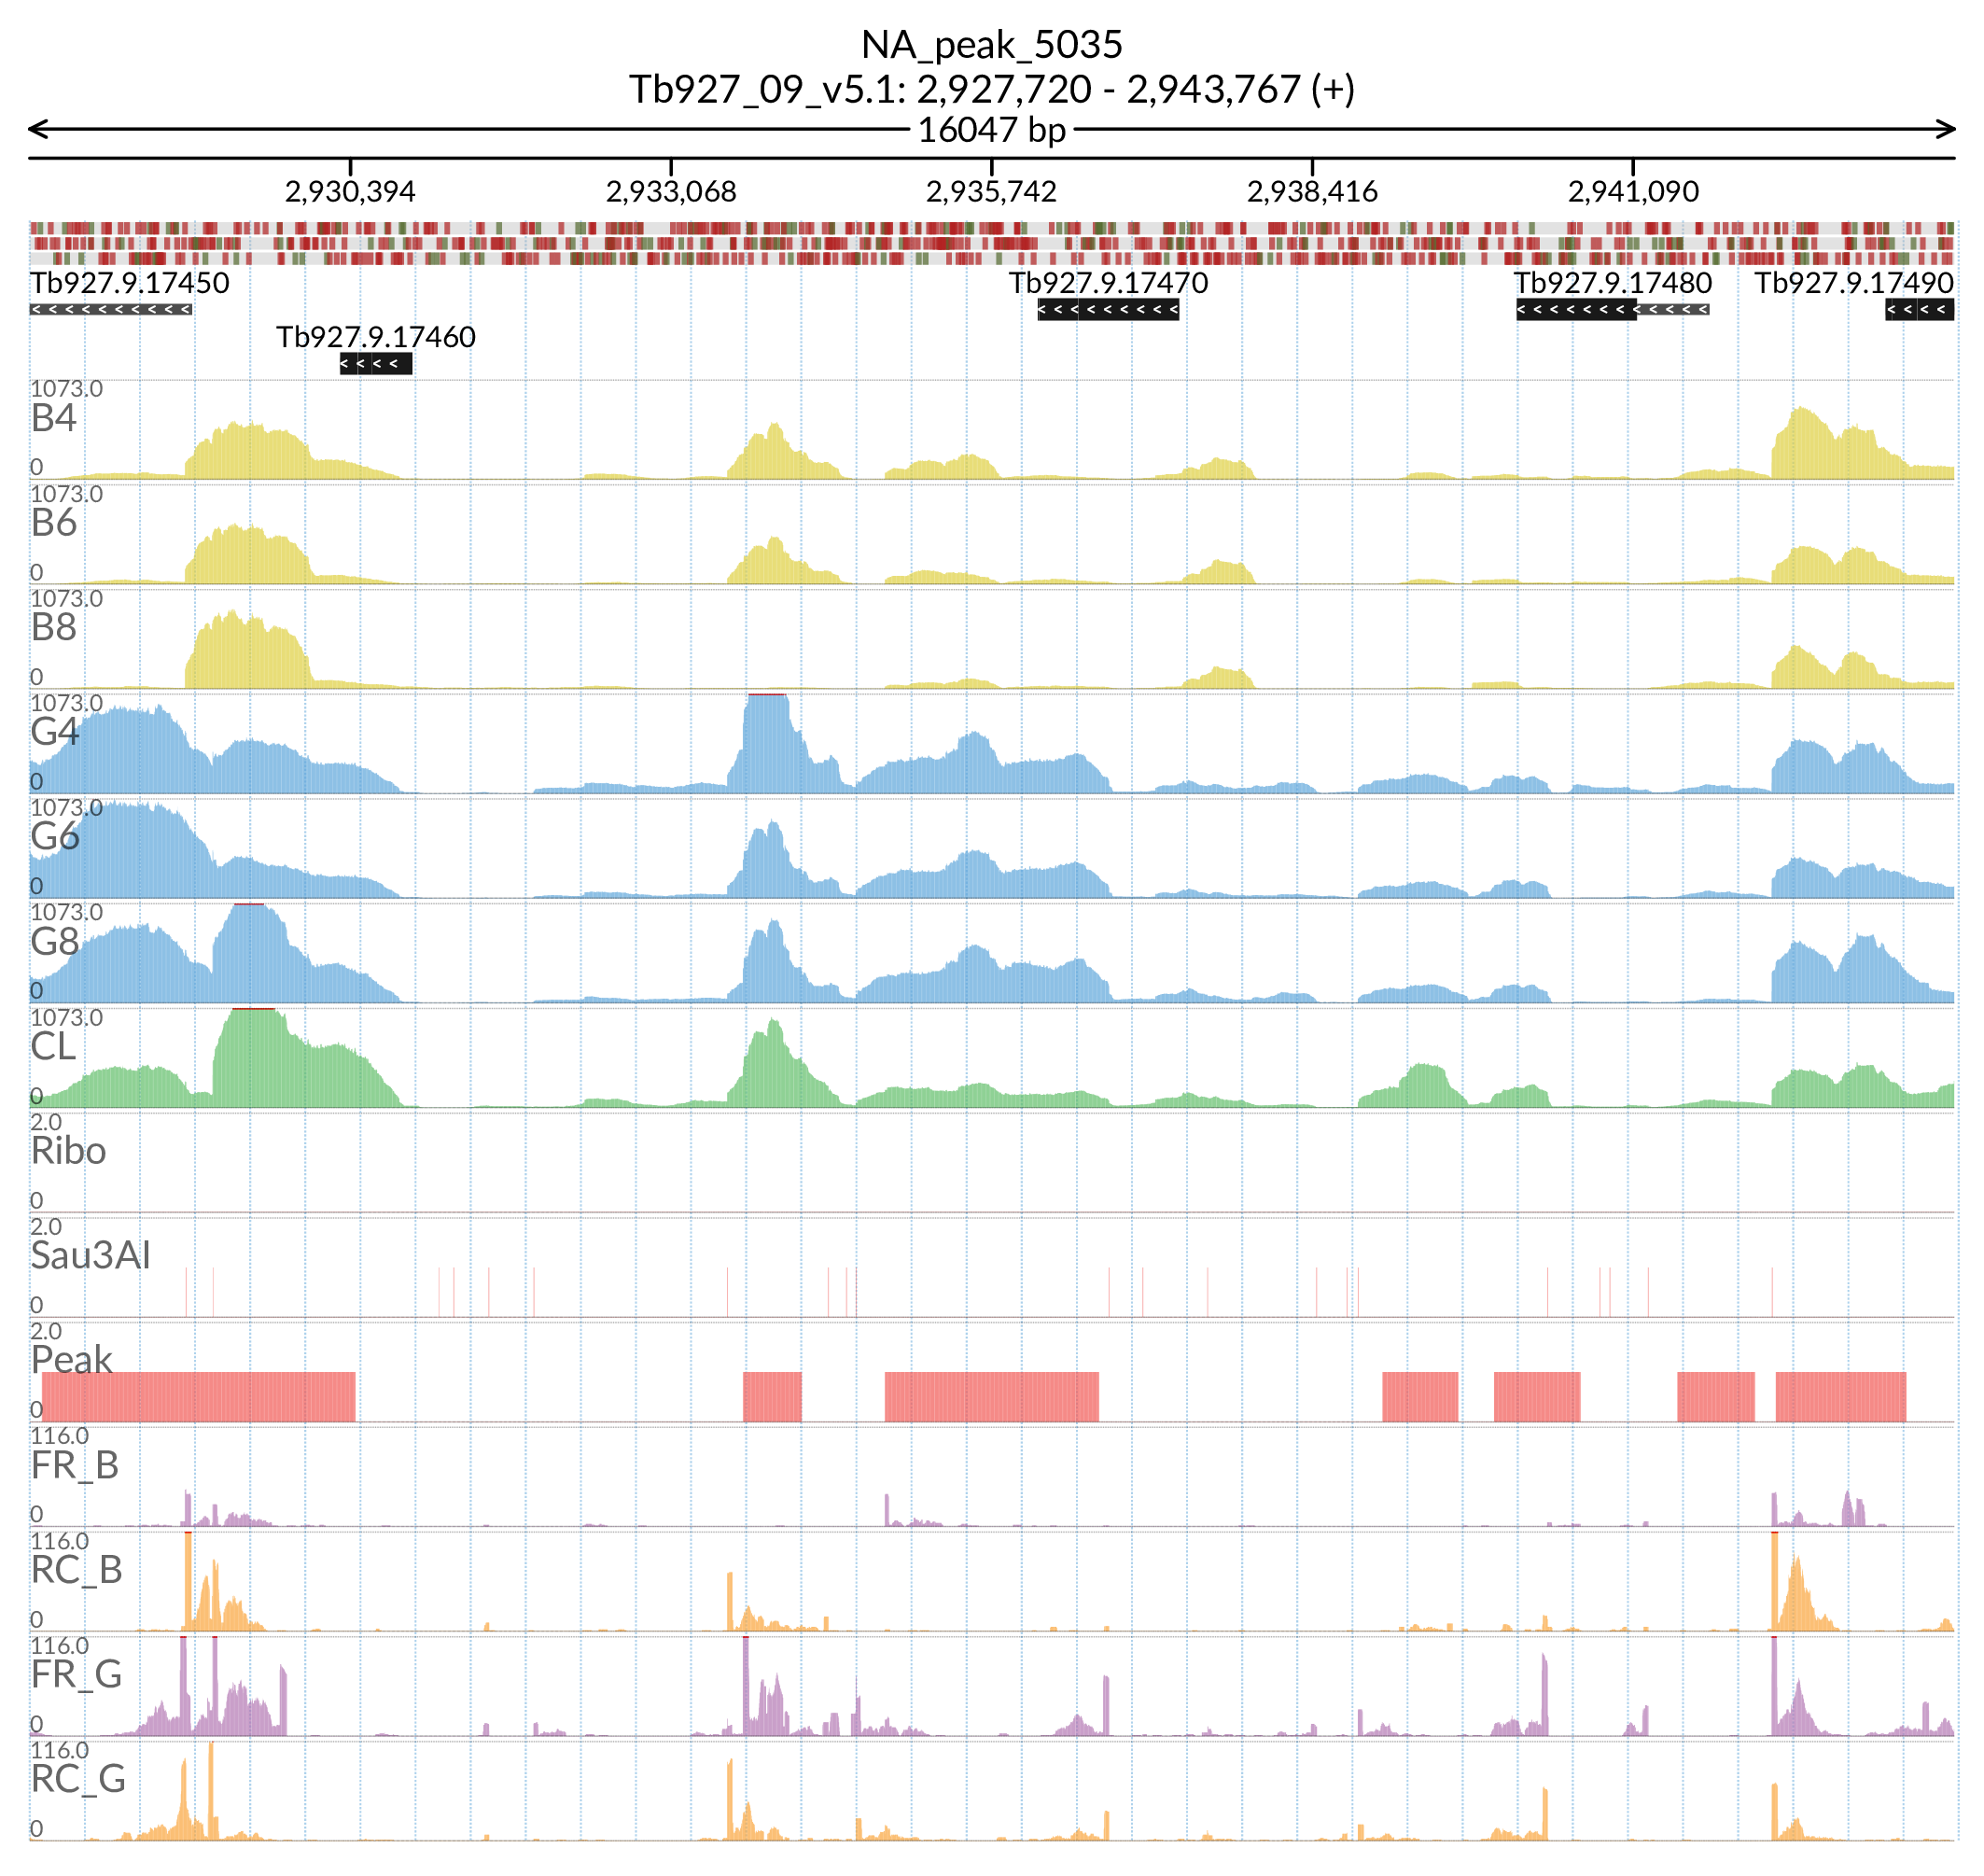 NA_peak_5035
Tb927_09_v5.1: 2,927,720 - 2,943,767 (+)
16047 bp
2,930,394 2,933,068 2,935,742 2,938,416 2,941,090
Tb927.9.17450 Tb927.9.17470 Tb927.9.17480 Tb927.9.17490
Tb927.9.17460
1073.0
B4
0
1073.0
B6
0
1073.0
B8
0
1073.0
G4
0
1073.0
G6
0
1073.0
G8
0
1073.0
CL
0
2.0
Ribo
0
2.0
Sau3AI
0
2.0
Peak
0
116.0
FR_B
0
116.0
RC_B
0
116.0
FR_G
0
116.0
RC_G
0